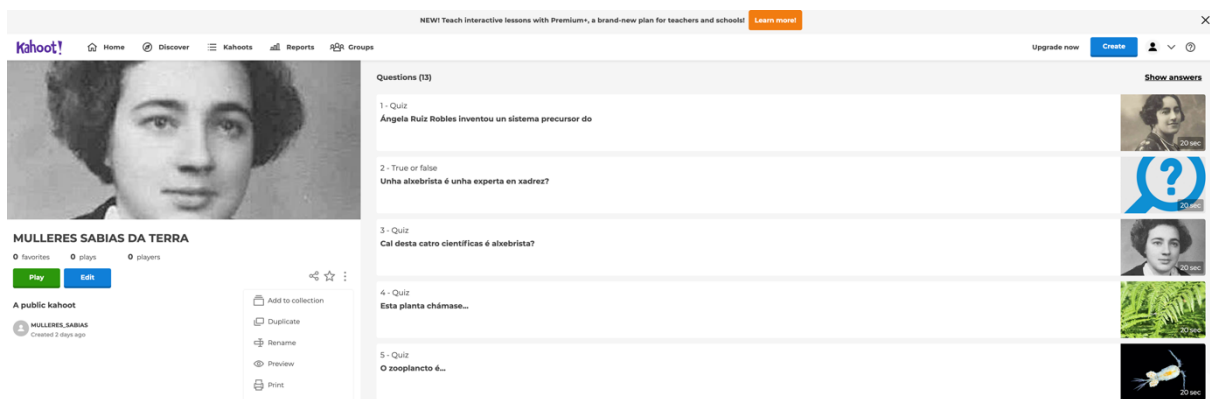 NEW! Teach interactive lessons with Premium+, a brand-new plan for teachers and schools! Learn more!
Kahoot! Home Discover Kahoots Reports Groups Upgrade now Create
MULLERES SABIAS DA TERRA
0 favorites 0 plays 0 players
Play Edit
A public kahoot
MULLERES_SABIAS
Created 2 days ago
Add to collection
Duplicate
Rename
Preview
Print
Questions (13) Show answers
1 - Quiz
Ángela Ruiz Robles inventou un sistema precursor do
20 sec
2 - True or false
Unha alxebrista é unha experta en xadrez?
20 sec
3 - Quiz
Cal desta catro científicas é alxebrista?
20 sec
4 - Quiz
Esta planta chámase...
20 sec
5 - Quiz
O zooplancto é...
20 sec